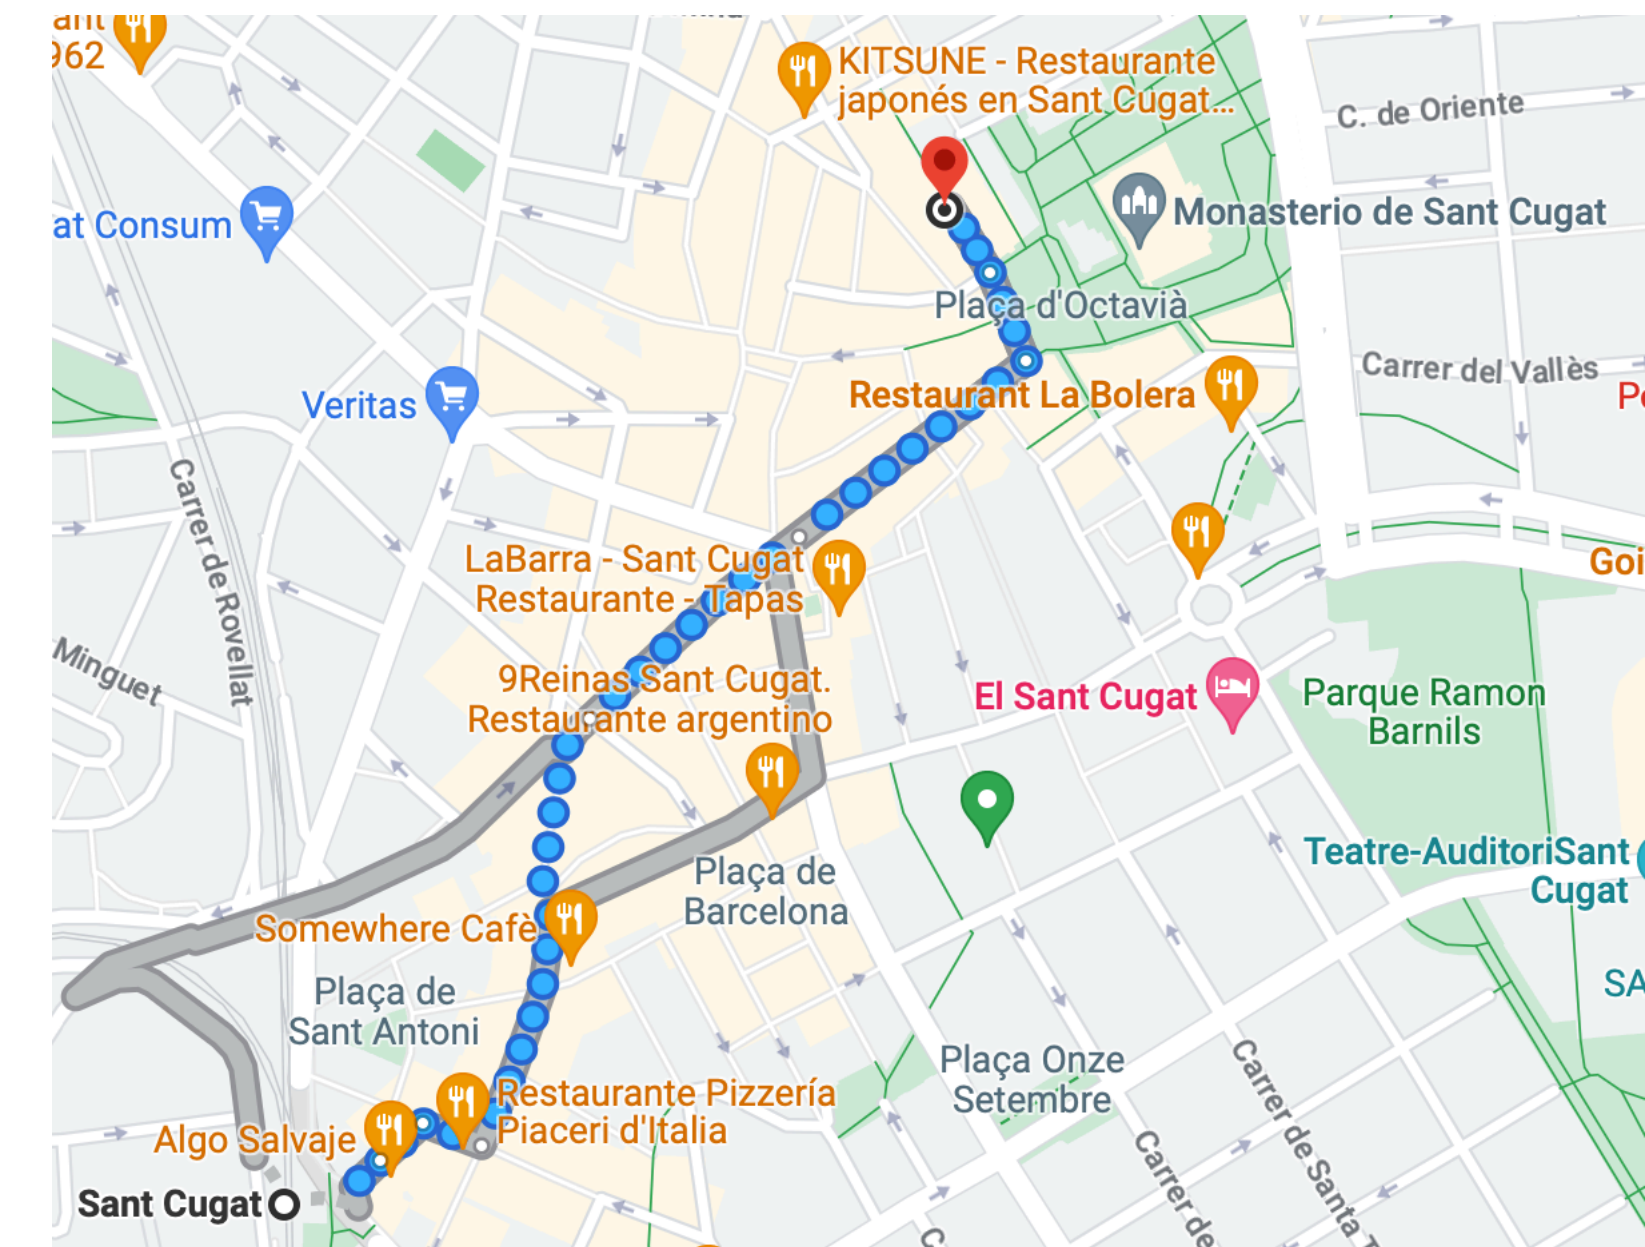 962
KITSUNE - Restaurante
japonés en Sant Cugat...
C. de Oriente
at Consum
Monasterio de Sant Cugat
Plaça d'Octavià
Carrer del Vallès
Restaurant La Bolera
Veritas
Carrer de Rovellat
LaBarra - Sant Cugat
Restaurante - Tapas
Goi
Minguet
9Reinas Sant Cugat.
Restaurante argentino
El Sant Cugat
Parque Ramon
Barnils
Plaça de
Barcelona
Teatre-AuditoriSant
Cugat
Somewhere Cafè
Plaça de
Sant Antoni
SA
Plaça Onze
Setembre
Restaurante Pizzería
Piaceri d'Italia
Algo Salvaje
Sant Cugat
Carrer de Santa T
Carrer de
C